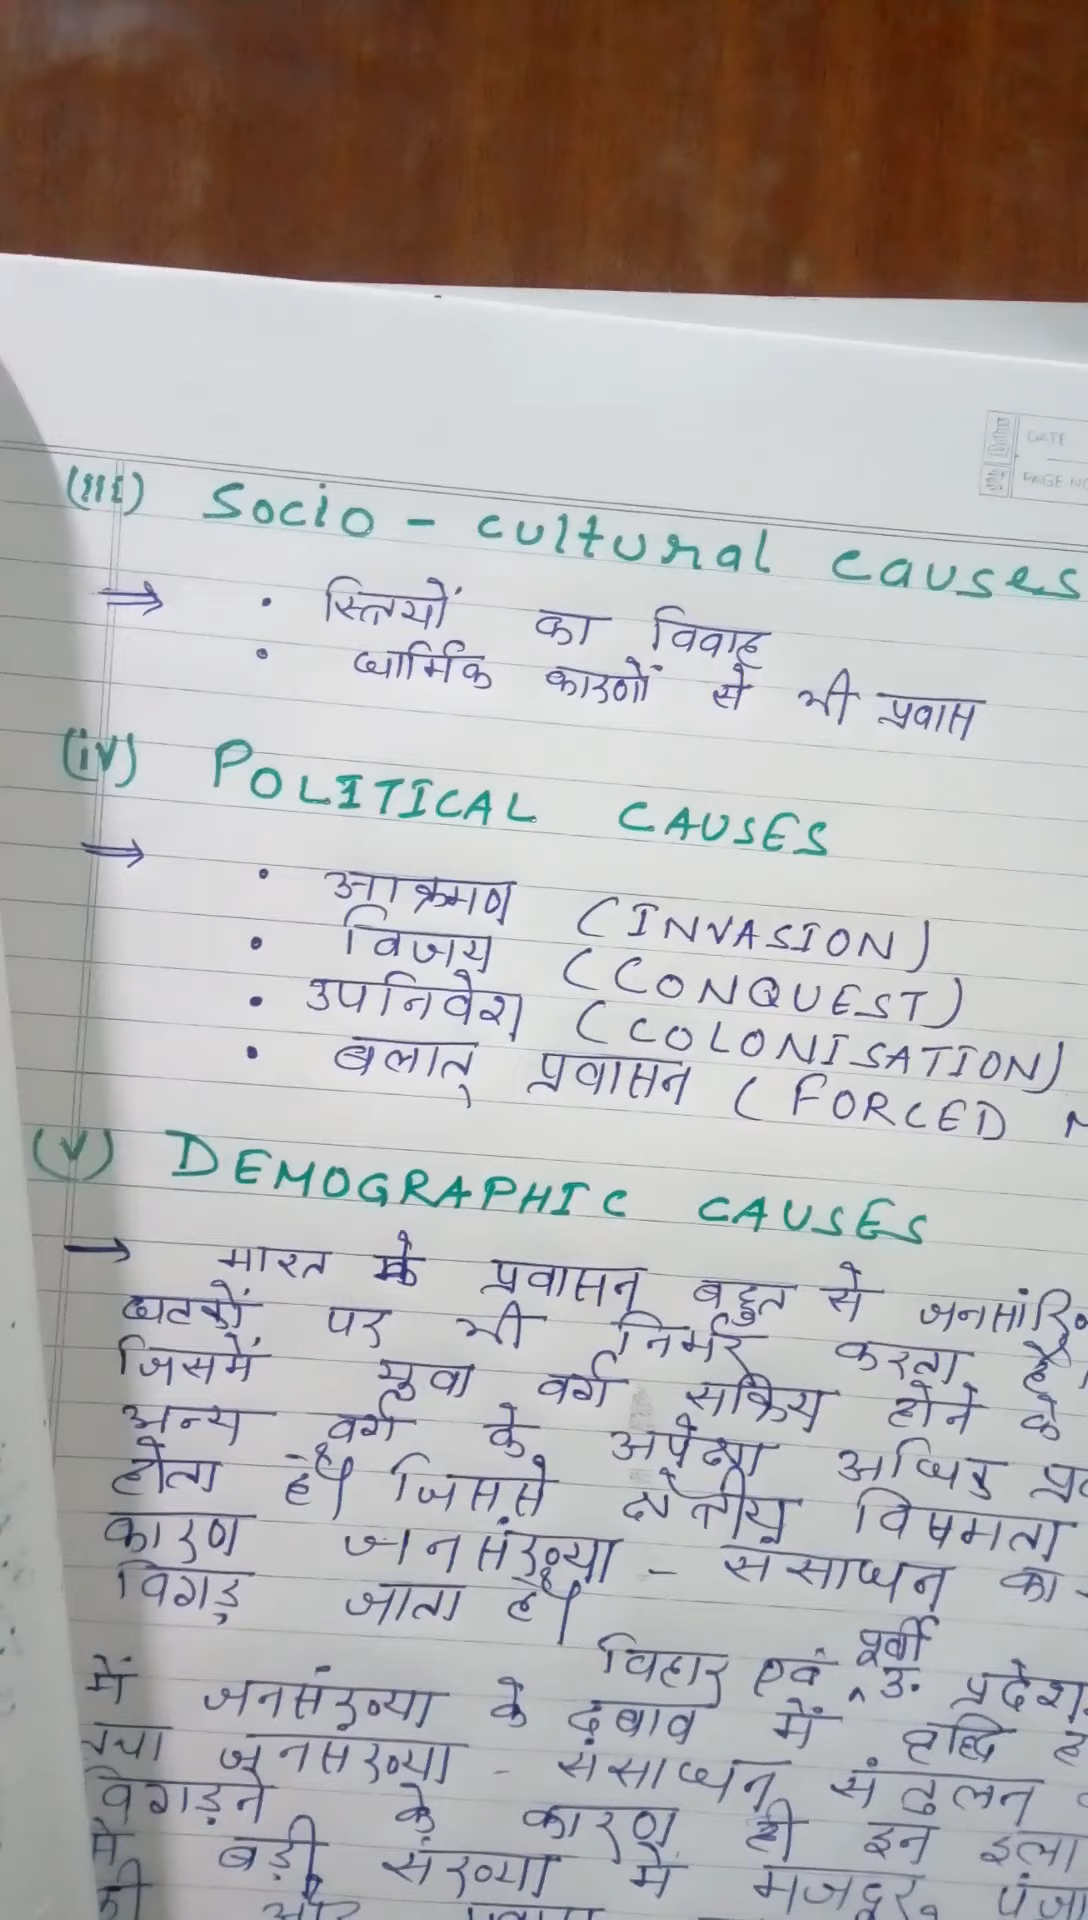 DATE
PAGE NO
(iii) Socio - cultural causes
⇒ • स्त्रियों का विवाह
• धार्मिक कारणों से भी प्रवास
(iv) POLITICAL CAUSES
⇒ • आक्रमण (INVASION)
• विजय (CONQUEST)
• उपनिवेश (COLONISATION)
• बलात् प्रवासन (FORCED
(v) DEMOGRAPHIC CAUSES
→ भारत के प्रवासन बहुत से
घटकों पर भी निर्भर करता है।
जिसमें युवा वर्ग सक्रिय होने के
अन्य वर्ग के अपेक्षा अधिक
होता है। जिससे क्षेत्रीय विषमता
कारण जनसंख्या - संसाधन का
बिगड़ जाता है।
बिहार एवं पूर्वी उ. प्रदेश
में जनसंख्या के दबाव में वृद्धि
तथा जनसंख्या - संसाधन संतुलन
बिगड़ने के कारण ही इन
में बड़ी संख्या में मजदूर
की और